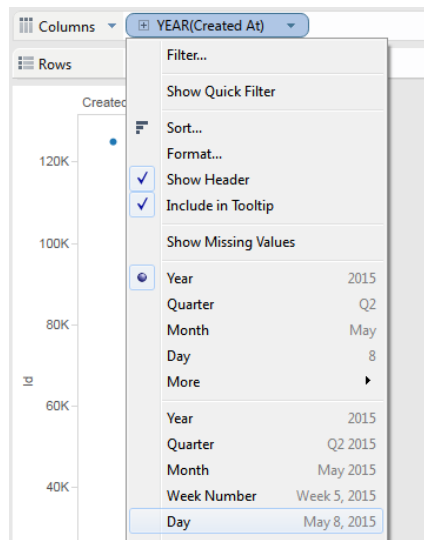 Columns YEAR(Created At)
Rows
Filter...
Show Quick Filter
Created
Sort...
Format...
120K
Show Header
Include in Tooltip
100K
Show Missing Values
Year 2015
Quarter Q2
80K
Month May
Day 8
More
Id
60K
Year 2015
Quarter Q2 2015
Month May 2015
40K
Week Number Week 5, 2015
Day May 8, 2015